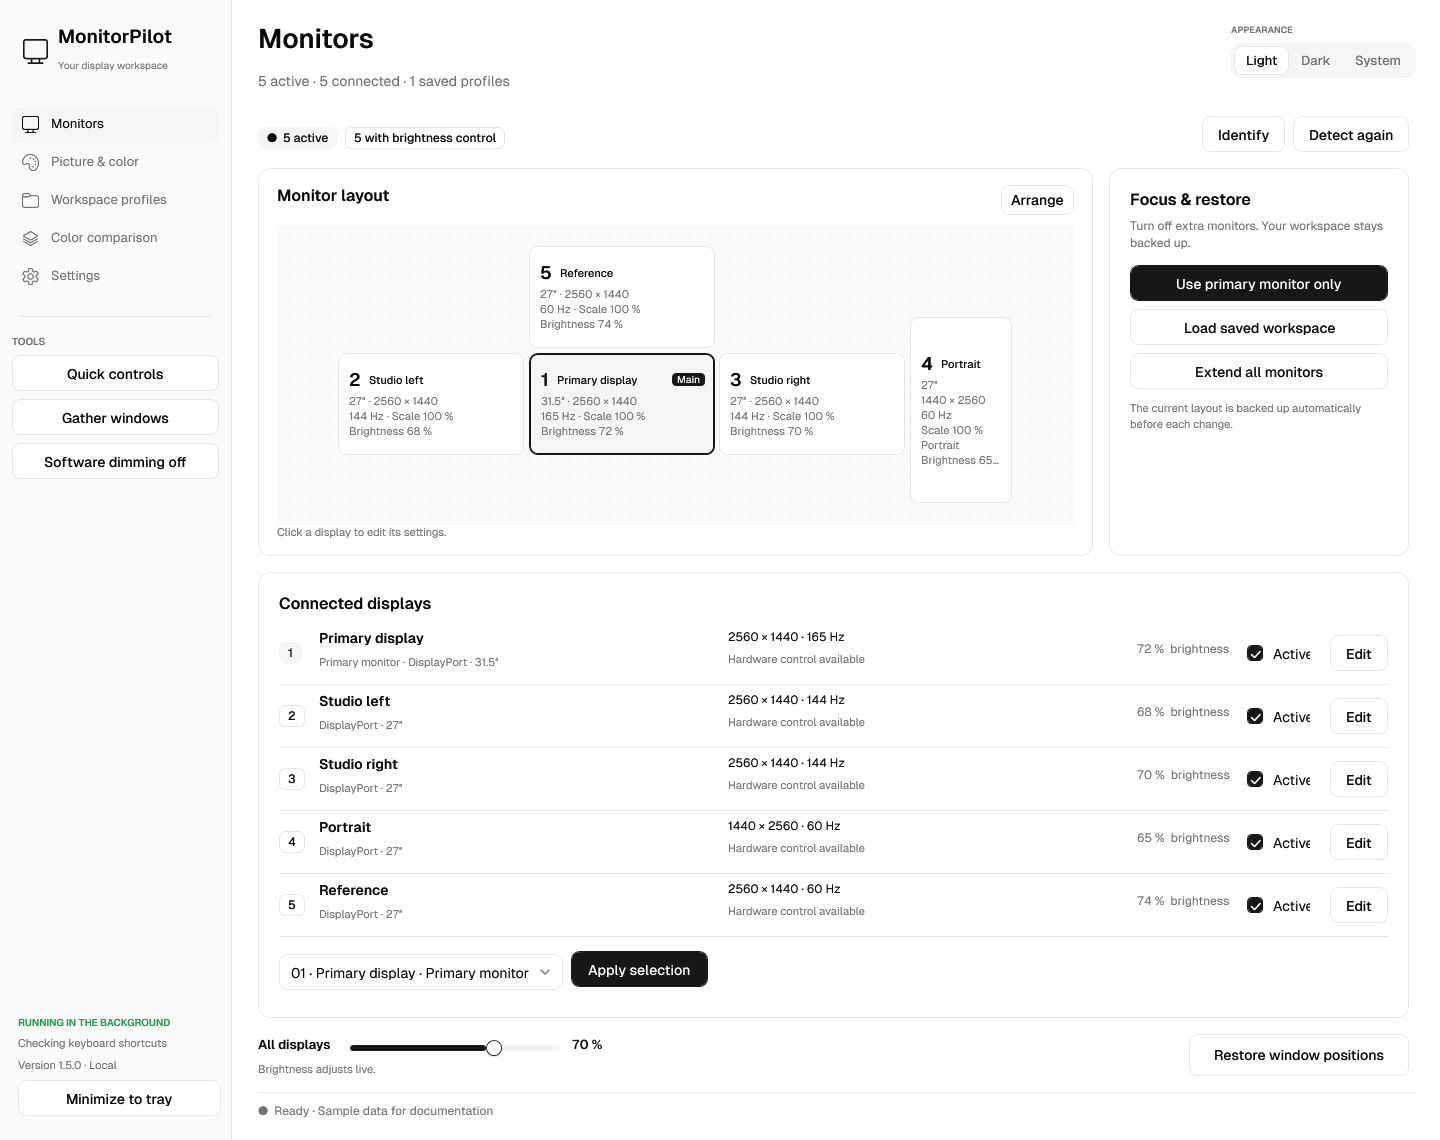 MonitorPilot
Your display workspace
Monitors
Picture & color
Workspace profiles
Color comparison
Settings
TOOLS
Quick controls
Gather windows
Software dimming off
RUNNING IN THE BACKGROUND
Checking keyboard shortcuts
Version 1.5.0 · Local
Minimize to tray
Monitors
5 active · 5 connected · 1 saved profiles
APPEARANCE
Light Dark System
5 active 5 with brightness control
Identify Detect again
Monitor layout
Arrange
5 Reference
27″ · 2560 × 1440
60 Hz · Scale 100 %
Brightness 74 %
2 Studio left
27″ · 2560 × 1440
144 Hz · Scale 100 %
Brightness 68 %
1 Primary display Main
31.5″ · 2560 × 1440
165 Hz · Scale 100 %
Brightness 72 %
3 Studio right
27″ · 2560 × 1440
144 Hz · Scale 100 %
Brightness 70 %
4 Portrait
27″
1440 × 2560
60 Hz
Scale 100 %
Portrait
Brightness 65...
Click a display to edit its settings.
Focus & restore
Turn off extra monitors. Your workspace stays
backed up.
Use primary monitor only
Load saved workspace
Extend all monitors
The current layout is backed up automatically
before each change.
Connected displays
1 Primary display 2560 × 1440 · 165 Hz 72 % brightness Active Edit
Primary monitor · DisplayPort · 31.5″ Hardware control available
2 Studio left 2560 × 1440 · 144 Hz 68 % brightness Active Edit
DisplayPort · 27″ Hardware control available
3 Studio right 2560 × 1440 · 144 Hz 70 % brightness Active Edit
DisplayPort · 27″ Hardware control available
4 Portrait 1440 × 2560 · 60 Hz 65 % brightness Active Edit
DisplayPort · 27″ Hardware control available
5 Reference 2560 × 1440 · 60 Hz 74 % brightness Active Edit
DisplayPort · 27″ Hardware control available
01 · Primary display · Primary monitor Apply selection
All displays 70 %
Brightness adjusts live.
Restore window positions
Ready · Sample data for documentation